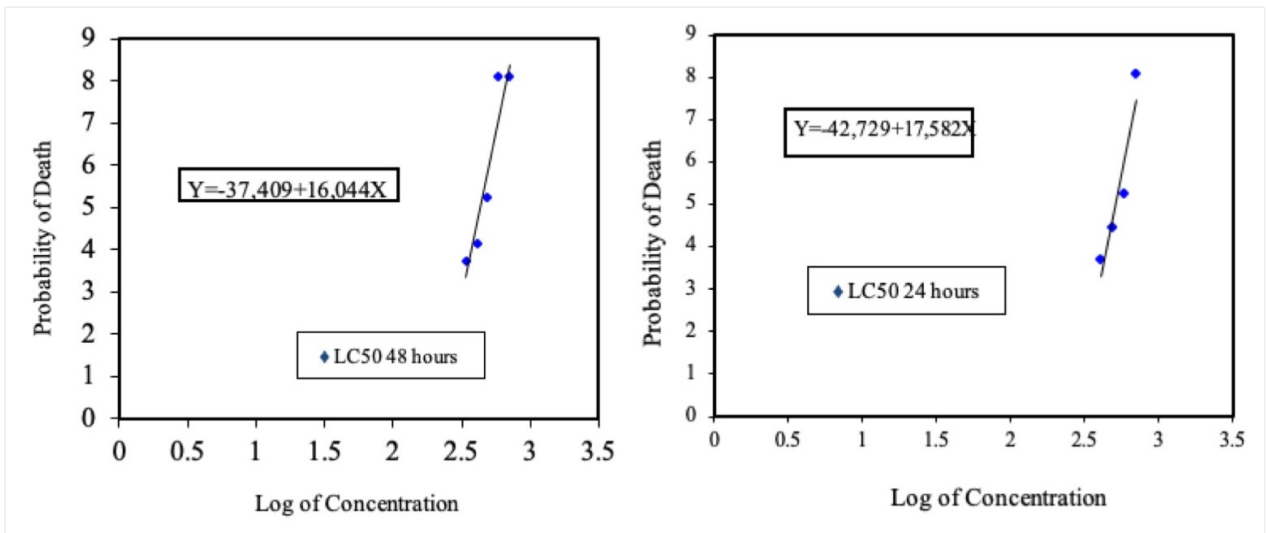 9
8
7
6
5
4
3
2
1
0
Probability of Death
Y=-37,409+16,044X
LC50 48 hours
0 0.5 1 1.5 2 2.5 3 3.5
Log of Concentration
9
8
7
6
5
4
3
2
1
0
Probability of Death
Y=-42,729+17,582X
LC50 24 hours
0 0.5 1 1.5 2 2.5 3 3.5
Log of Concentration